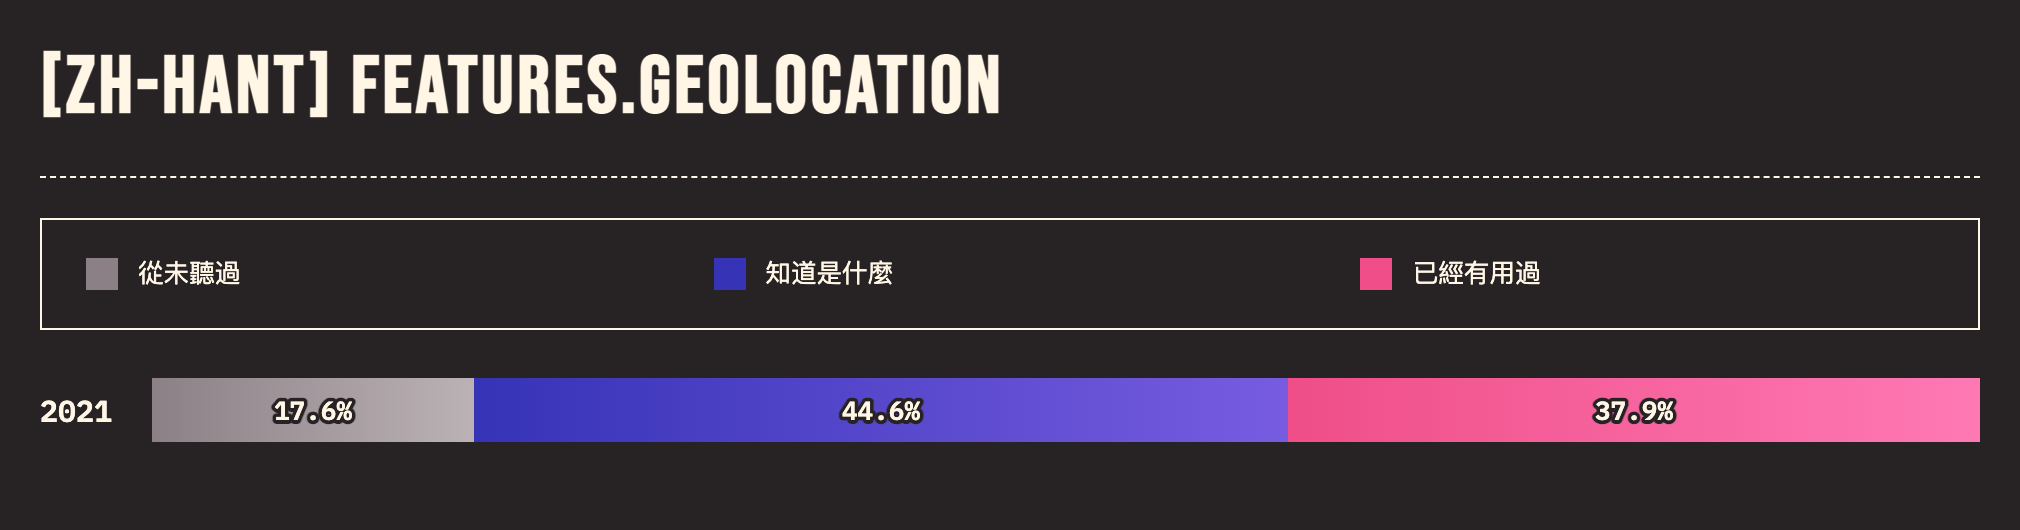 [ZH-HANT] FEATURES.GEOLOCATION
從未聽過 知道是什麼 已經有用過
2021 17.6% 44.6% 37.9%